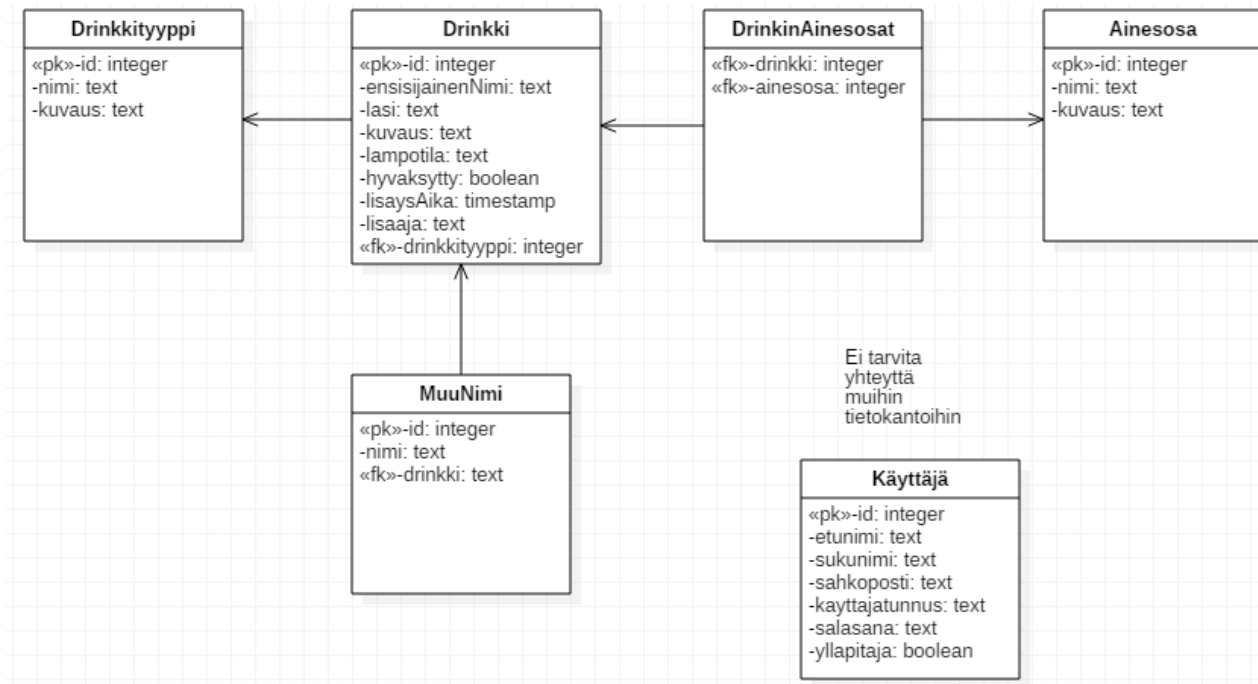 Drinkkityyppi
«pk»-id: integer
-nimi: text
-kuvaus: text
Drinkki
«pk»-id: integer
-ensisijainenNimi: text
-lasi: text
-kuvaus: text
-lampotila: text
-hyvaksytty: boolean
-lisaysAika: timestamp
-lisaaja: text
«fk»-drinkkityyppi: integer
DrinkinAinesosat
«fk»-drinkki: integer
«fk»-ainesosa: integer
Ainesosa
«pk»-id: integer
-nimi: text
-kuvaus: text
MuuNimi
«pk»-id: integer
-nimi: text
«fk»-drinkki: text
Ei tarvita
yhteyttä
muihin
tietokantoihin
Käyttäjä
«pk»-id: integer
-etunimi: text
-sukunimi: text
-sahkoposti: text
-kayttajatunnus: text
-salasana: text
-yllapitaja: boolean